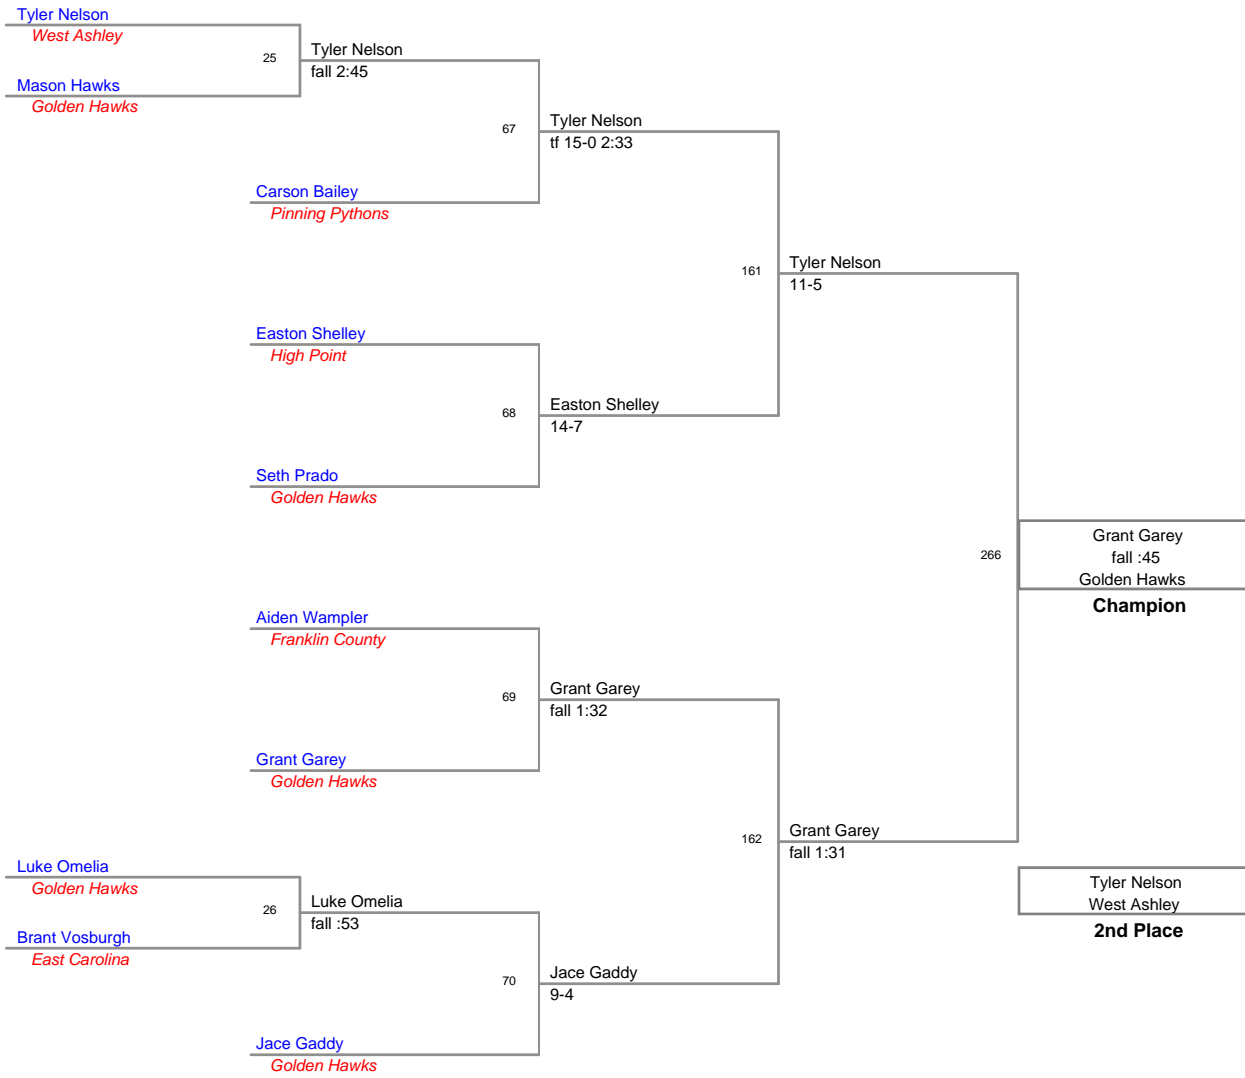 Tyler Nelson
West Ashley
25
Tyler Nelson
fall 2:45
Mason Hawks
Golden Hawks
67
Tyler Nelson
tf 15-0 2:33
Carson Bailey
Pinning Pythons
161
Tyler Nelson
11-5
Easton Shelley
High Point
68
Easton Shelley
14-7
Seth Prado
Golden Hawks
266
Grant Garey
fall :45
Golden Hawks
Champion
Aiden Wampler
Franklin County
69
Grant Garey
fall 1:32
Grant Garey
Golden Hawks
162
Grant Garey
fall 1:31
Luke Omelia
Golden Hawks
26
Luke Omelia
fall :53
Brant Vosburgh
East Carolina
70
Jace Gaddy
9-4
Jace Gaddy
Golden Hawks
Tyler Nelson
West Ashley
2nd Place